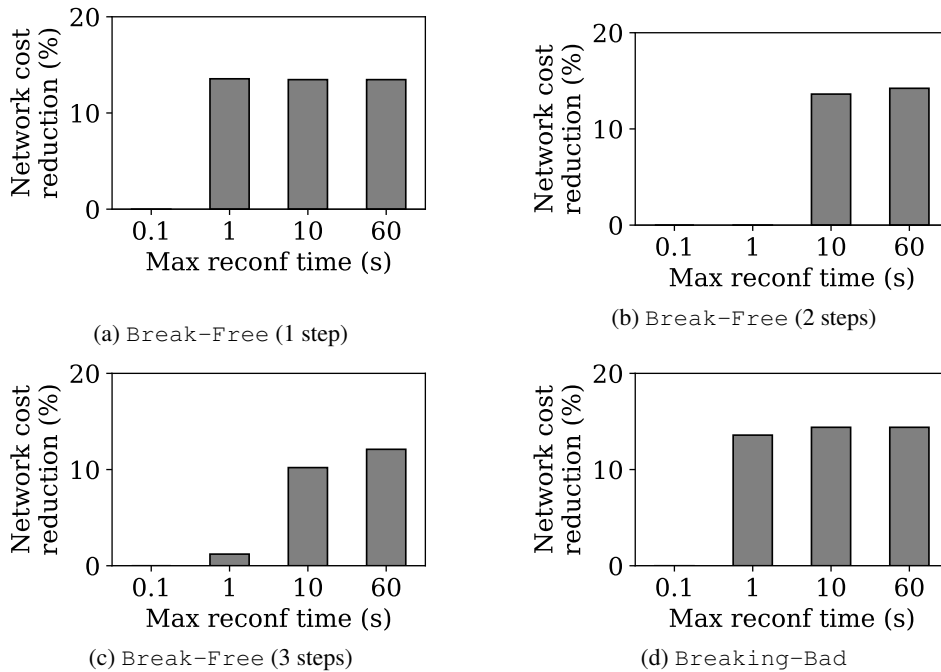 20
10
0
Network cost
reduction (%)
0.1 1 10 60
Max reconf time (s)
(a) Break-Free (1 step)
20
10
0
Network cost
reduction (%)
0.1 1 10 60
Max reconf time (s)
(b) Break-Free (2 steps)
20
10
0
Network cost
reduction (%)
0.1 1 10 60
Max reconf time (s)
(c) Break-Free (3 steps)
20
10
0
Network cost
reduction (%)
0.1 1 10 60
Max reconf time (s)
(d) Breaking-Bad